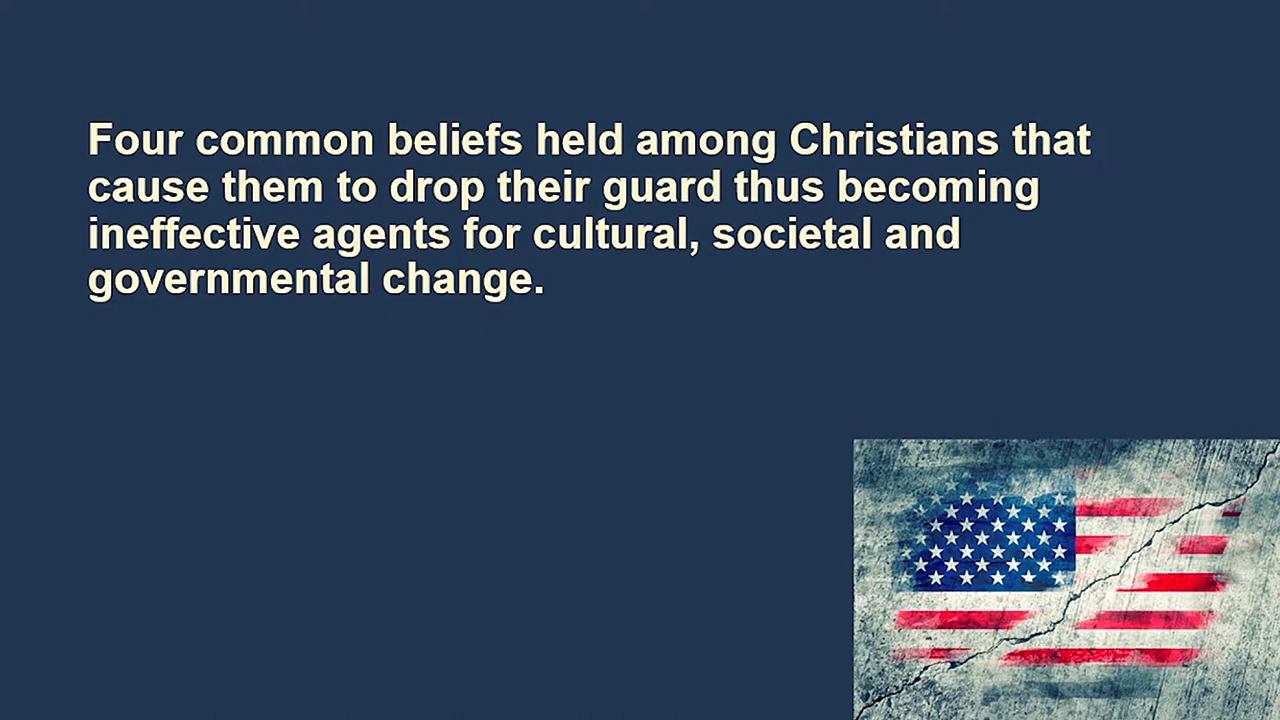 Four common beliefs held among Christians that
cause them to drop their guard thus becoming
ineffective agents for cultural, societal and
governmental change.